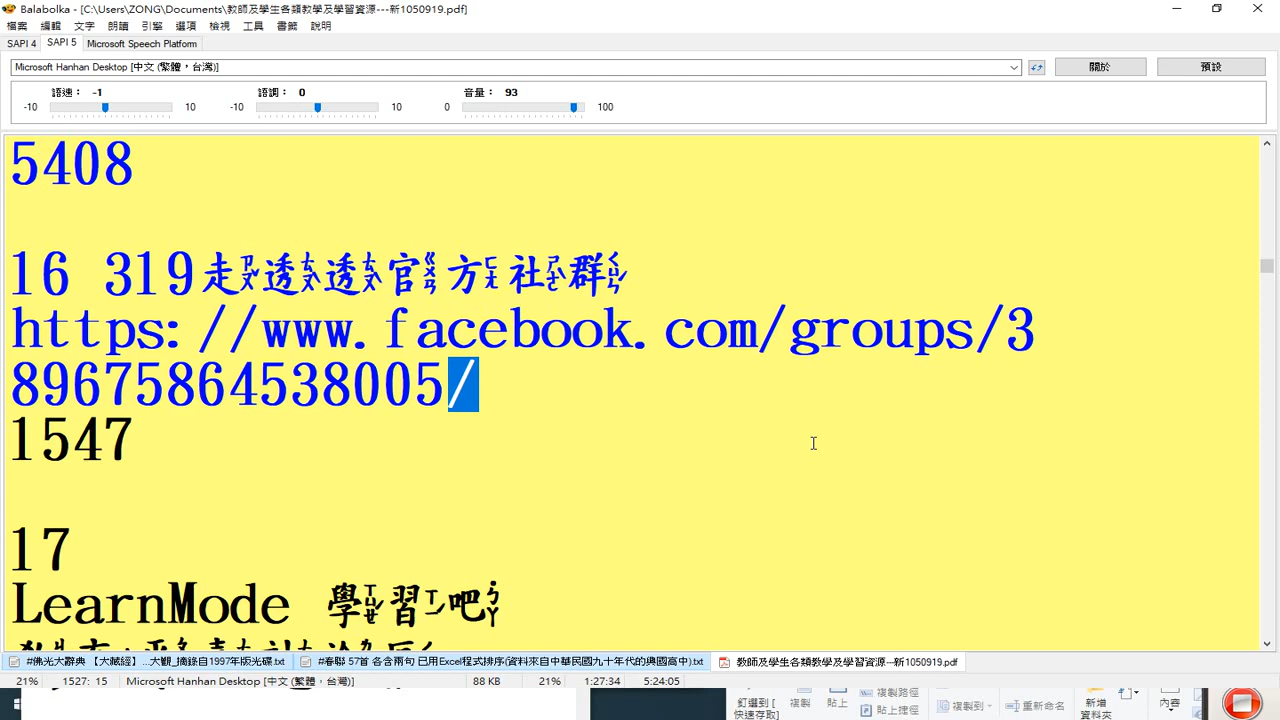 Balabolka - [C:\Users\ZONG\Documents\教師及學生各類教學及學習資源---新1050919.pdf]
檔案 編輯 文字 朗讀 引擎 選項 檢視 工具 書籤 說明
SAPI 4 SAPI 5 Microsoft Speech Platform
Microsoft Hanhan Desktop [中文 (繁體，台灣)] 關於 預設
語速： -1 語調： 0 音量： 93
-10 10 -10 10 0 100
5408
16 319走透透官方社群
https://www.facebook.com/groups/3
89675864538005/
1547
17
LearnMode 學習吧
#佛光大辭典 【大藏經】...大觀_摘錄自1997年版光碟.txt #春聯 57首 各含兩句 已用Excel程式排序(資料來自中華民國九十年代的興國高中).txt 教師及學生各類教學及學習資源---新1050919.pdf
21% 1527: 15 Microsoft Hanhan Desktop [中文 (繁體，台灣)] 88 KB 21% 1:27:34 5:24:05
釘選到 [ 複製 貼上 複製路徑 新增 內容
快速存取] 貼上捷徑 複製到 重新命名 資料夾